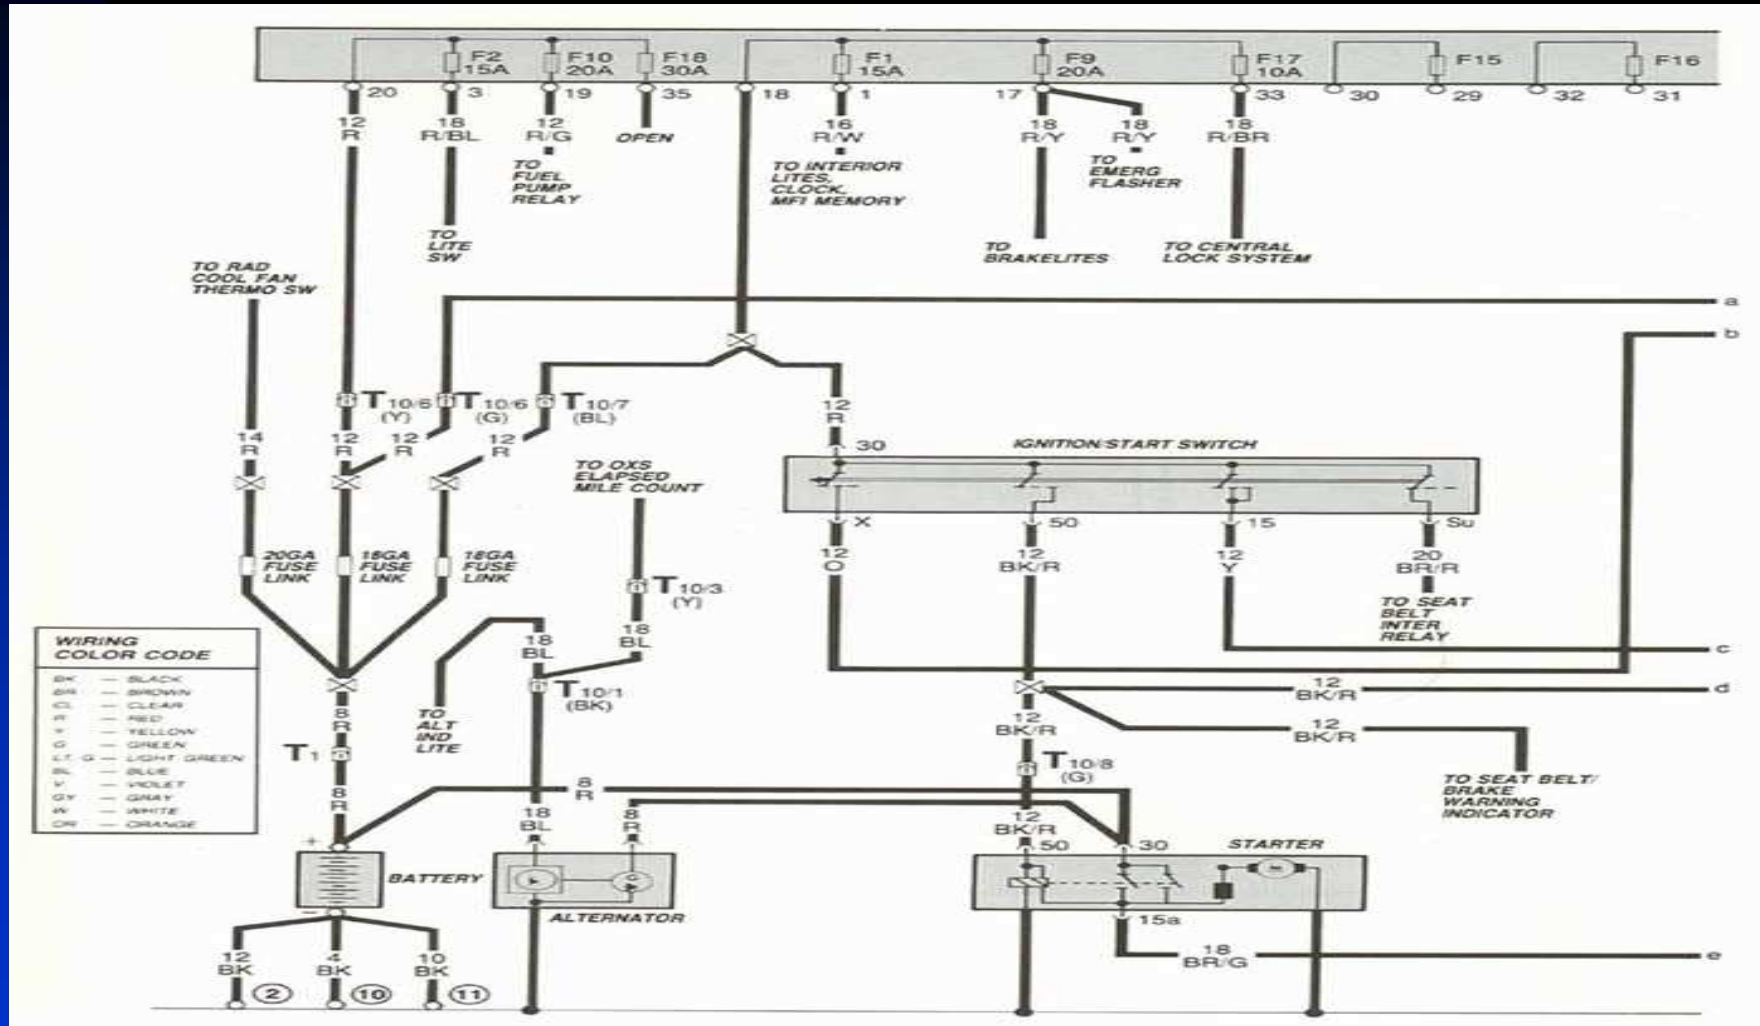 F2
15A
F10
20A
F18
30A
F1
15A
F9
20A
F17
10A
F15
F16
20
3
19
35
18
1
17
33
30
29
32
31
12
R
18
R/BL
12
R/G
OPEN
16
R/W
18
R/Y
18
R/Y
18
R/BR
TO
FUEL
PUMP
RELAY
TO INTERIOR
LITES,
CLOCK,
MFI MEMORY
TO
EMERG
FLASHER
TO
LITE
SW
TO
BRAKELITES
TO CENTRAL
LOCK SYSTEM
TO RAD
COOL FAN
THERMO SW
a
b
T10/6
(Y)
T10/6
(G)
T10/7
(BL)
12
R
14
R
12
R
12
R
12
R
30
IGNITION/START SWITCH
TO OXS
ELAPSED
MILE COUNT
X
50
15
Su
20GA
FUSE
LINK
18GA
FUSE
LINK
18GA
FUSE
LINK
12
O
12
BK/R
12
Y
20
BR/R
T10/3
(Y)
TO SEAT
BELT
INTER
RELAY
18
BL
18
BL
c
WIRING
COLOR CODE
BK — BLACK
BR — BROWN
CL — CLEAR
R — RED
Y — YELLOW
G — GREEN
LT. G — LIGHT GREEN
BL — BLUE
V — VIOLET
GY — GRAY
W — WHITE
OR — ORANGE
T10/1
(BK)
12
BK/R
d
8
R
TO
ALT
IND
LITE
12
BK/R
12
BK/R
T1
T10/8
(G)
TO SEAT BELT/
BRAKE
WARNING
INDICATOR
8
R
8
R
18
BL
8
R
12
BK/R
+
50
30
STARTER
BATTERY
G
M
−
ALTERNATOR
15a
12
BK
4
BK
10
BK
18
BR/G
e
2
10
11